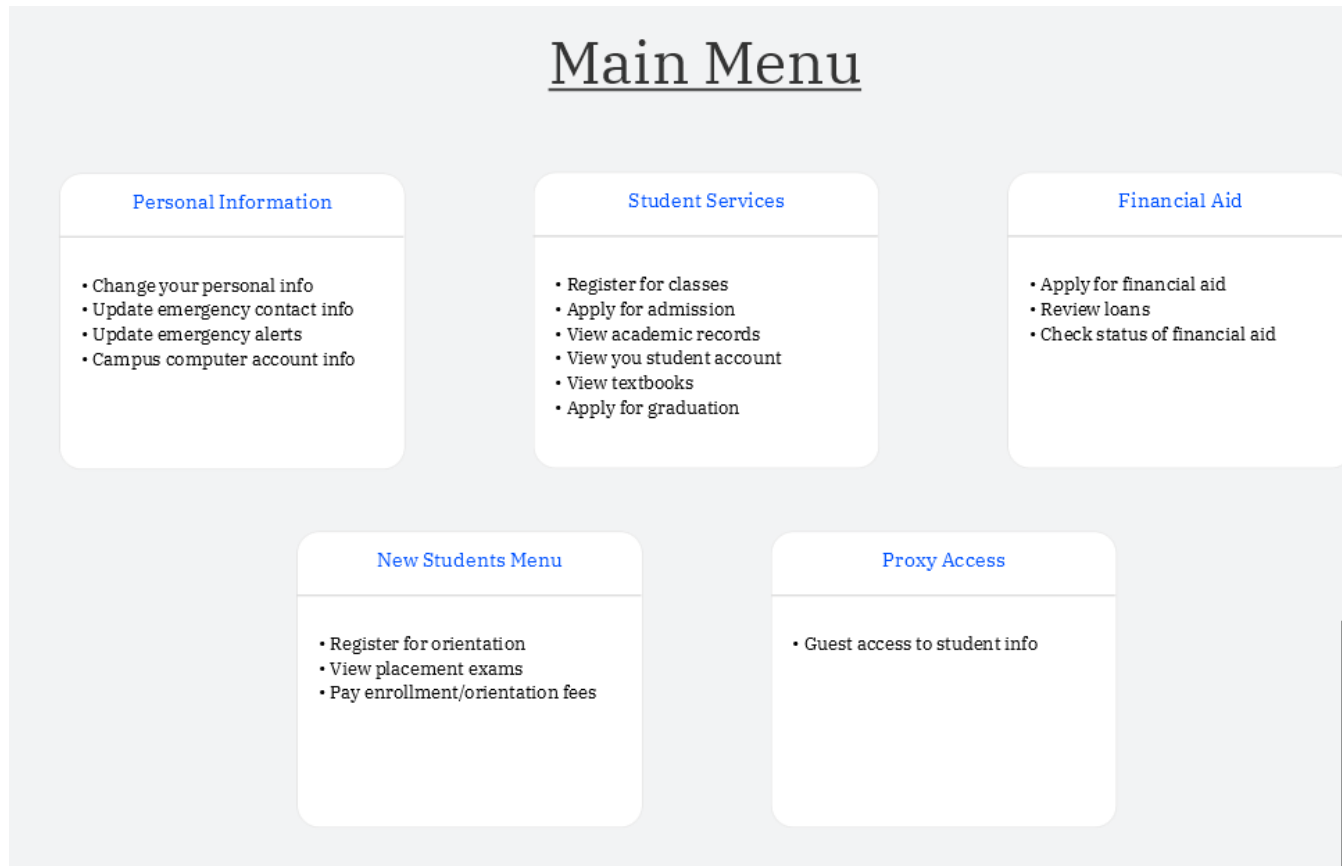 Main Menu
Personal Information
• Change your personal info
• Update emergency contact info
• Update emergency alerts
• Campus computer account info
Student Services
• Register for classes
• Apply for admission
• View academic records
• View you student account
• View textbooks
• Apply for graduation
Financial Aid
• Apply for financial aid
• Review loans
• Check status of financial aid
New Students Menu
• Register for orientation
• View placement exams
• Pay enrollment/orientation fees
Proxy Access
• Guest access to student info